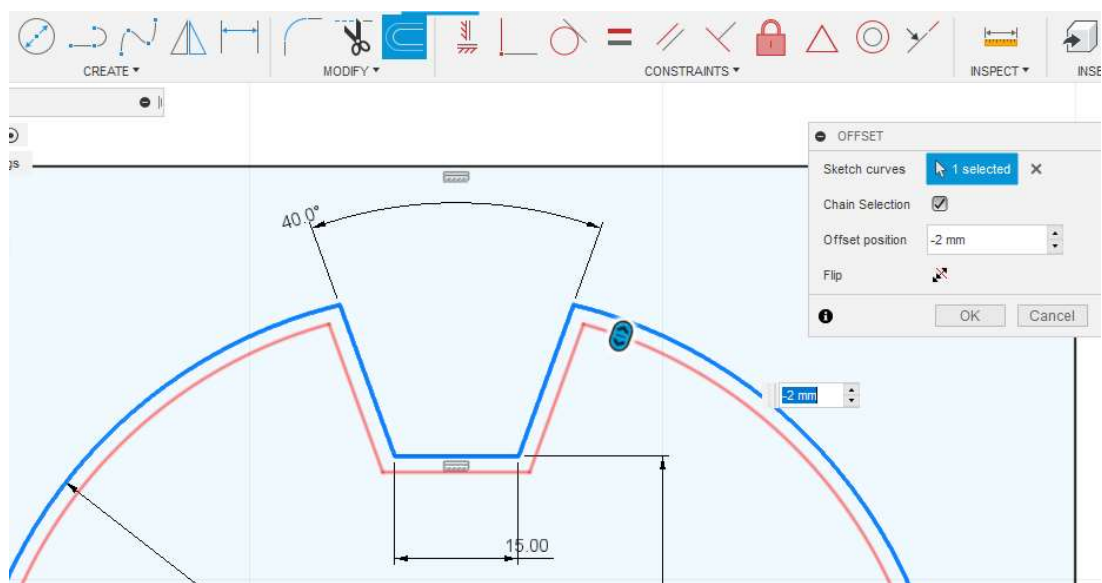 CREATE ▾
MODIFY ▾
CONSTRAINTS ▾
INSPECT ▾
INSE
gs
OFFSET
Sketch curves 1 selected
Chain Selection
Offset position -2 mm
Flip
OK Cancel
40.0°
-2 mm
15.00